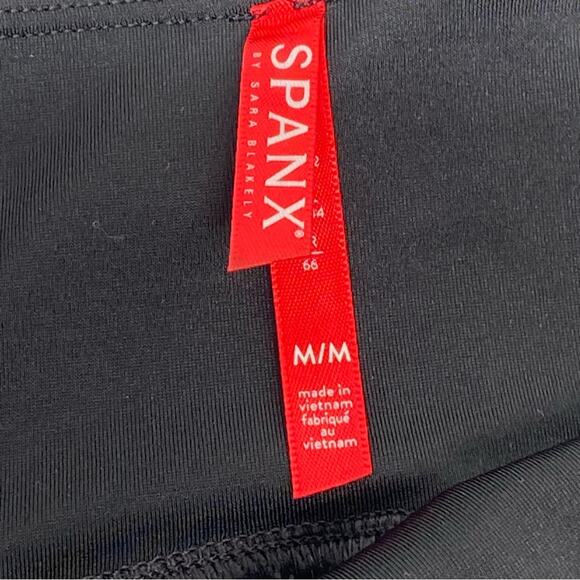 SPANX®
BY SARA BLAKELY
66
M/M
made in
vietnam
fabriqué
au
vietnam